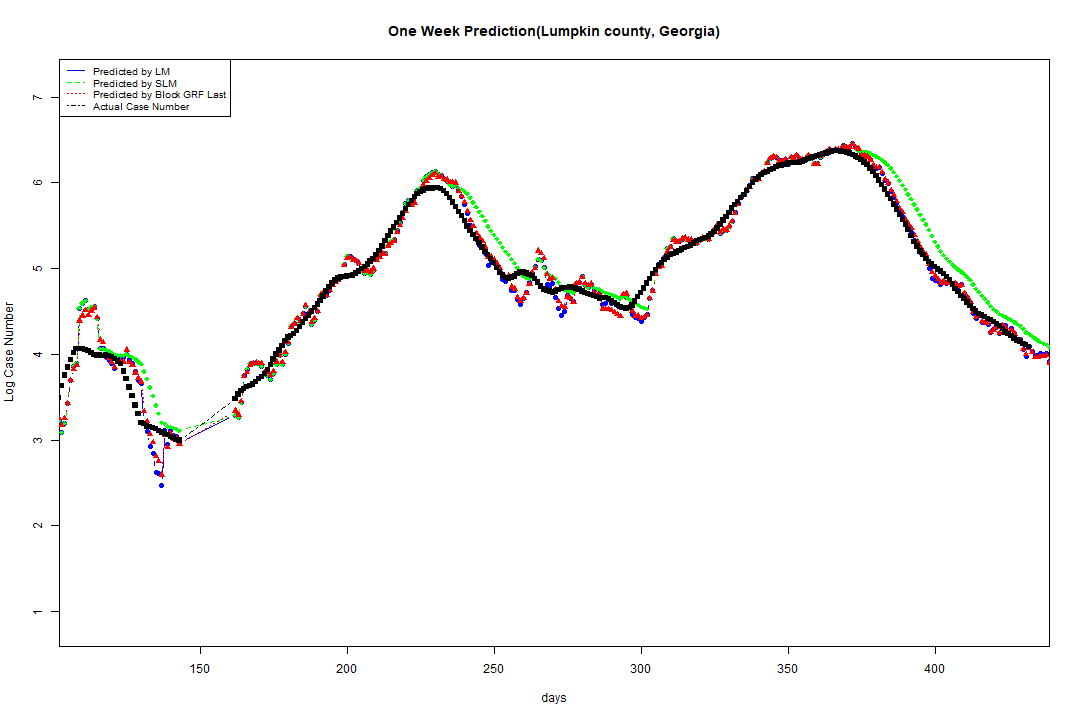 One Week Prediction(Lumpkin county, Georgia)
Predicted by LM
Predicted by SLM
Predicted by Block GRF Last
Actual Case Number
7
6
5
4
3
2
1
Log Case Number
150
200
250
300
350
400
days